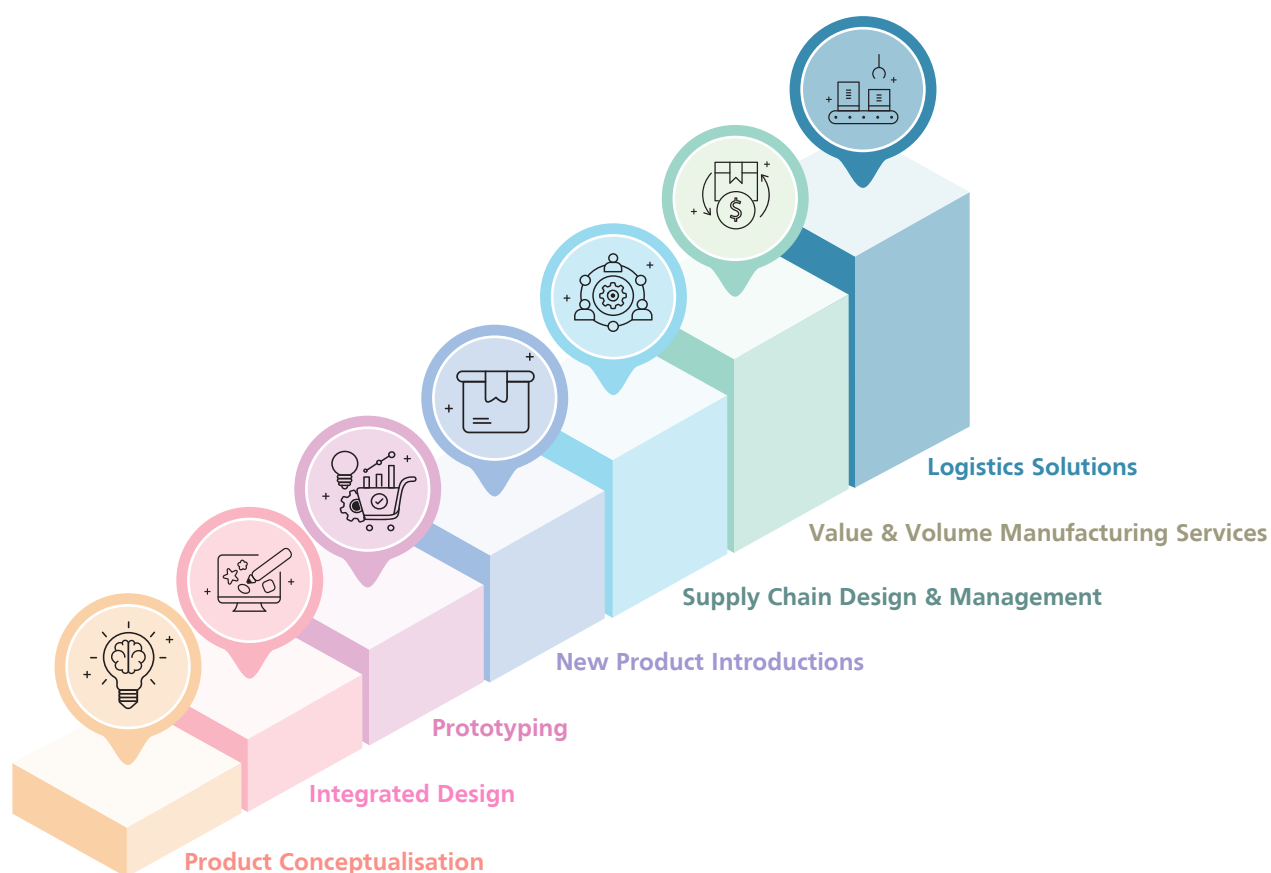 Logistics Solutions
Value & Volume Manufacturing Services
Supply Chain Design & Management
New Product Introductions
Prototyping
Integrated Design
Product Conceptualisation